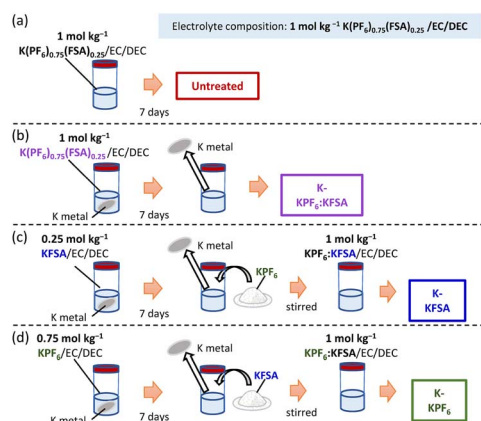 Electrolyte composition: 1 mol kg⁻¹ K(PF₆)₀.₇₅(FSA)₀.₂₅ /EC/DEC
(a)
1 mol kg⁻¹
K(PF₆)₀.₇₅(FSA)₀.₂₅/EC/DEC
7 days
Untreated
(b)
1 mol kg⁻¹
K(PF₆)₀.₇₅(FSA)₀.₂₅/EC/DEC
K metal
7 days
K metal
K-
KPF₆:KFSA
(c)
0.25 mol kg⁻¹
KFSA/EC/DEC
K metal
7 days
K metal
KPF₆
stirred
1 mol kg⁻¹
KPF₆:KFSA/EC/DEC
K-
KFSA
(d)
0.75 mol kg⁻¹
KPF₆/EC/DEC
K metal
7 days
K metal
KFSA
stirred
1 mol kg⁻¹
KPF₆:KFSA/EC/DEC
K-
KPF₆